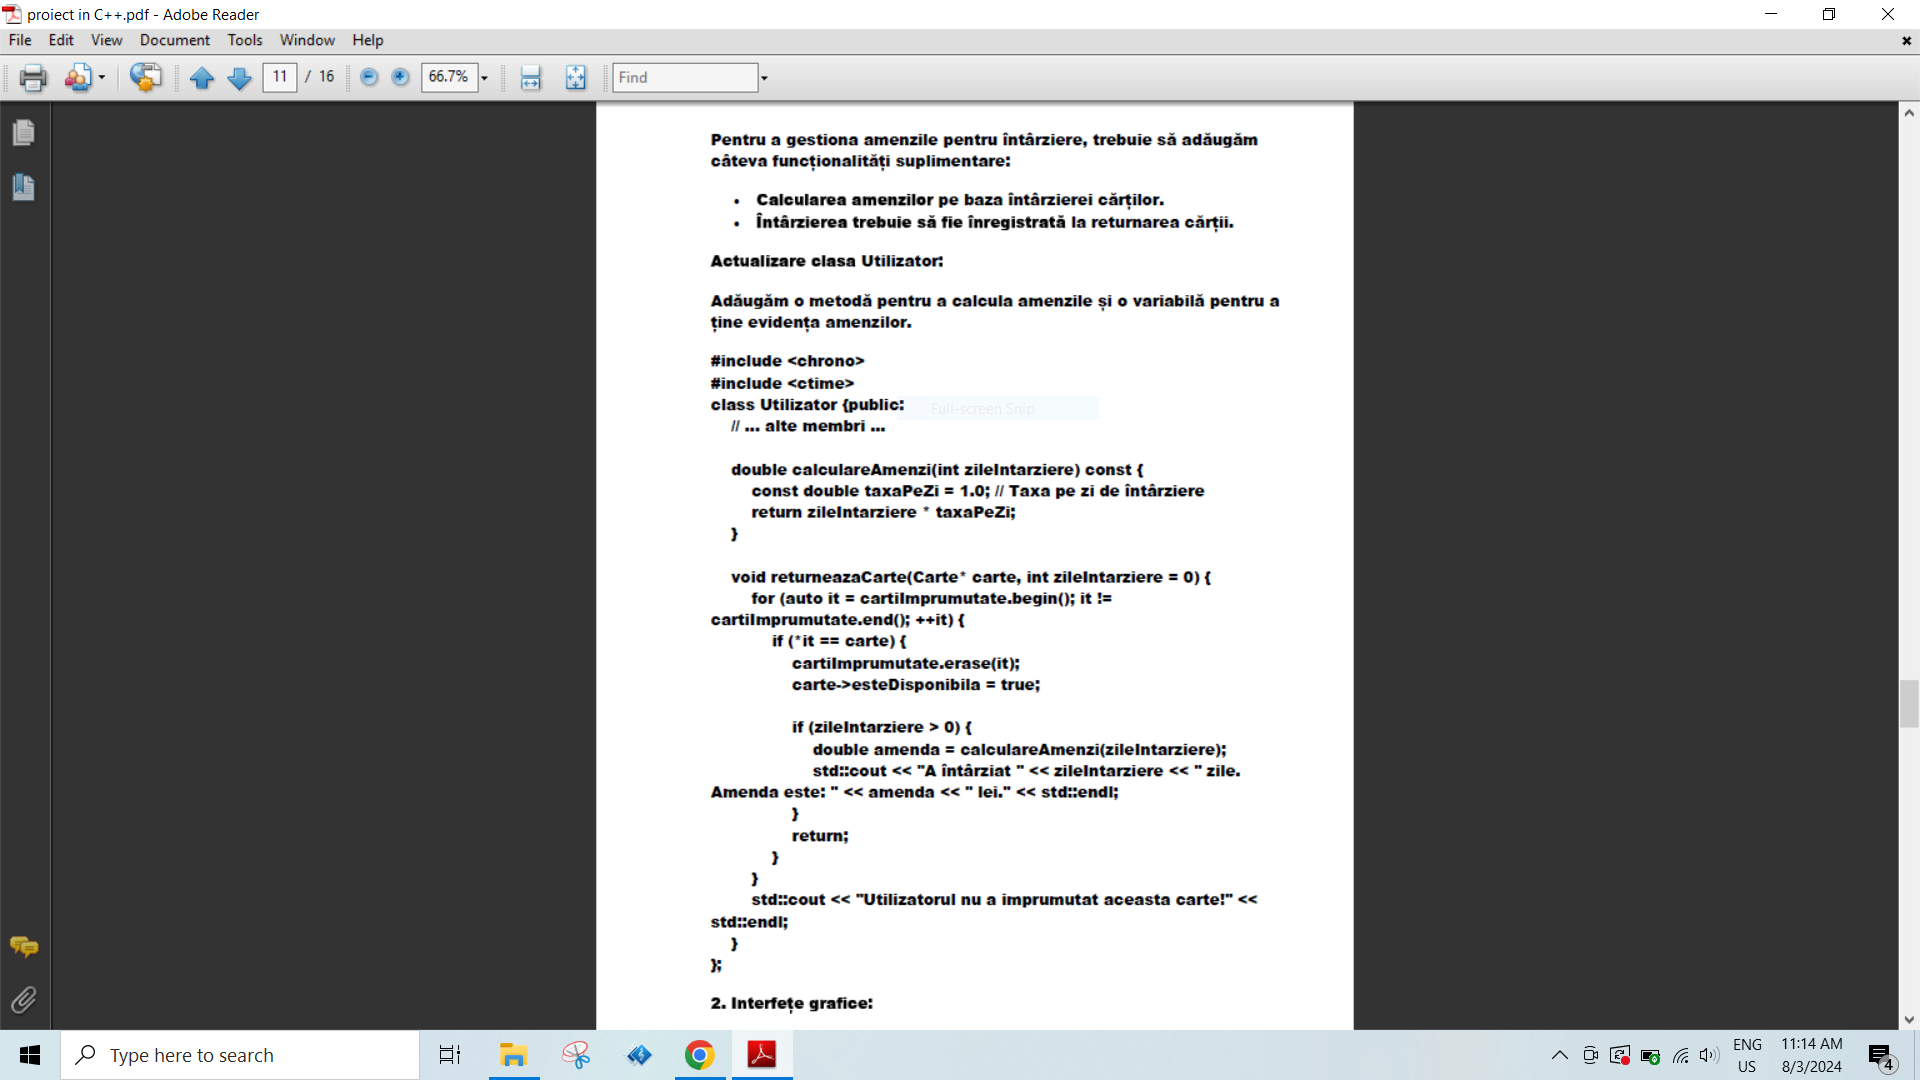 proiect in C++.pdf - Adobe Reader
File Edit View Document Tools Window Help
11 / 16 66.7% Find
Pentru a gestiona amenzile pentru întârziere, trebuie să adăugăm
câteva funcționalități suplimentare:
• Calcularea amenzilor pe baza întârzierei cărților.
• Întârzierea trebuie să fie înregistrată la returnarea cărții.
Actualizare clasa Utilizator:
Adăugăm o metodă pentru a calcula amenzile și o variabilă pentru a
ține evidența amenzilor.
#include <chrono>
#include <ctime>
class Utilizator {public:
Full-screen Snip
// ... alte membri ...
double calculareAmenzi(int zileIntarziere) const {
const double taxaPeZi = 1.0; // Taxa pe zi de întârziere
return zileIntarziere * taxaPeZi;
}
void returneazaCarte(Carte* carte, int zileIntarziere = 0) {
for (auto it = cartiImprumutate.begin(); it !=
cartiImprumutate.end(); ++it) {
if (*it == carte) {
cartiImprumutate.erase(it);
carte->esteDisponibila = true;
if (zileIntarziere > 0) {
double amenda = calculareAmenzi(zileIntarziere);
std::cout << "A întârziat " << zileIntarziere << " zile.
Amenda este: " << amenda << " lei." << std::endl;
}
return;
}
}
std::cout << "Utilizatorul nu a imprumutat aceasta carte!" <<
std::endl;
}
};
2. Interfețe grafice:
Type here to search
ENG
US
11:14 AM
8/3/2024
4